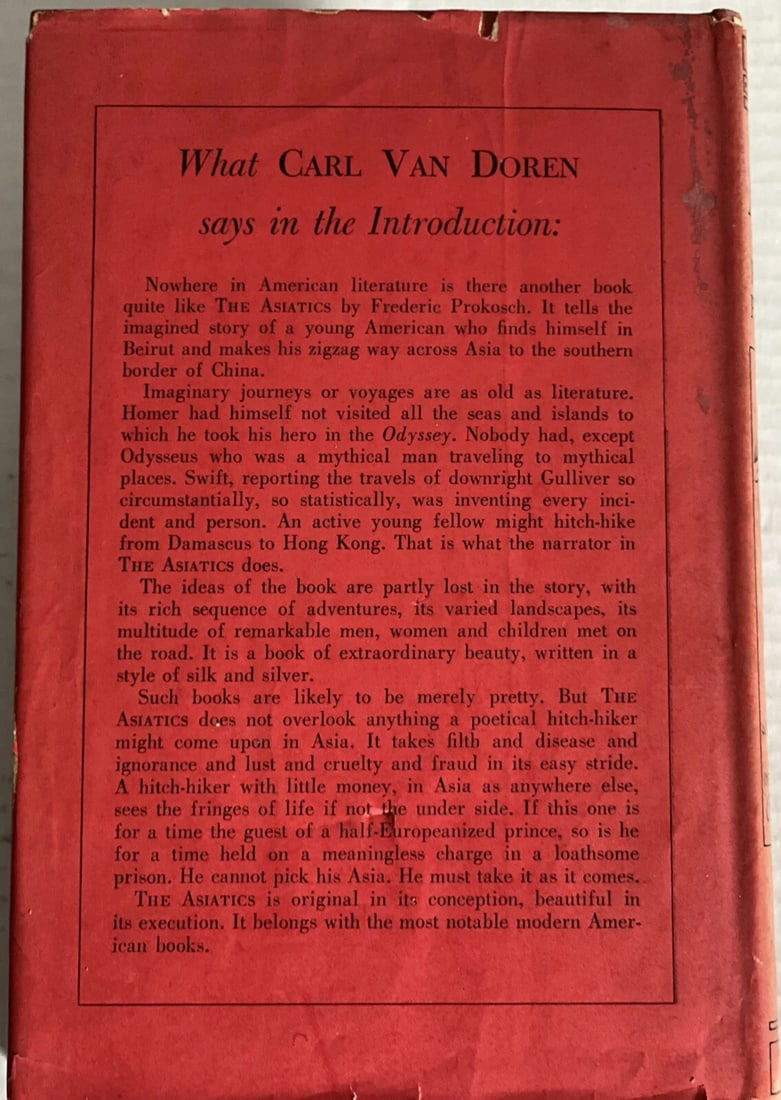 What CARL VAN DOREN
says in the Introduction:
Nowhere in American literature is there another book
quite like THE ASIATICS by Frederic Prokosch. It tells the
imagined story of a young American who finds himself in
Beirut and makes his zigzag way across Asia to the southern
border of China.
Imaginary journeys or voyages are as old as literature.
Homer had himself not visited all the seas and islands to
which he took his hero in the Odyssey. Nobody had, except
Odysseus who was a mythical man traveling to mythical
places. Swift, reporting the travels of downright Gulliver so
circumstantially, so statistically, was inventing every inci-
dent and person. An active young fellow might hitch-hike
from Damascus to Hong Kong. That is what the narrator in
THE ASIATICS does.
The ideas of the book are partly lost in the story, with
its rich sequence of adventures, its varied landscapes, its
multitude of remarkable men, women and children met on
the road. It is a book of extraordinary beauty, written in a
style of silk and silver.
Such books are likely to be merely pretty. But THE
ASIATICS does not overlook anything a poetical hitch-hiker
might come upon in Asia. It takes filth and disease and
ignorance and lust and cruelty and fraud in its easy stride.
A hitch-hiker with little money, in Asia as anywhere else,
sees the fringes of life if not the under side. If this one is
for a time the guest of a half-Europeanized prince, so is he
for a time held on a meaningless charge in a loathsome
prison. He cannot pick his Asia. He must take it as it comes.
THE ASIATICS is original in its conception, beautiful in
its execution. It belongs with the most notable modern Amer-
ican books.